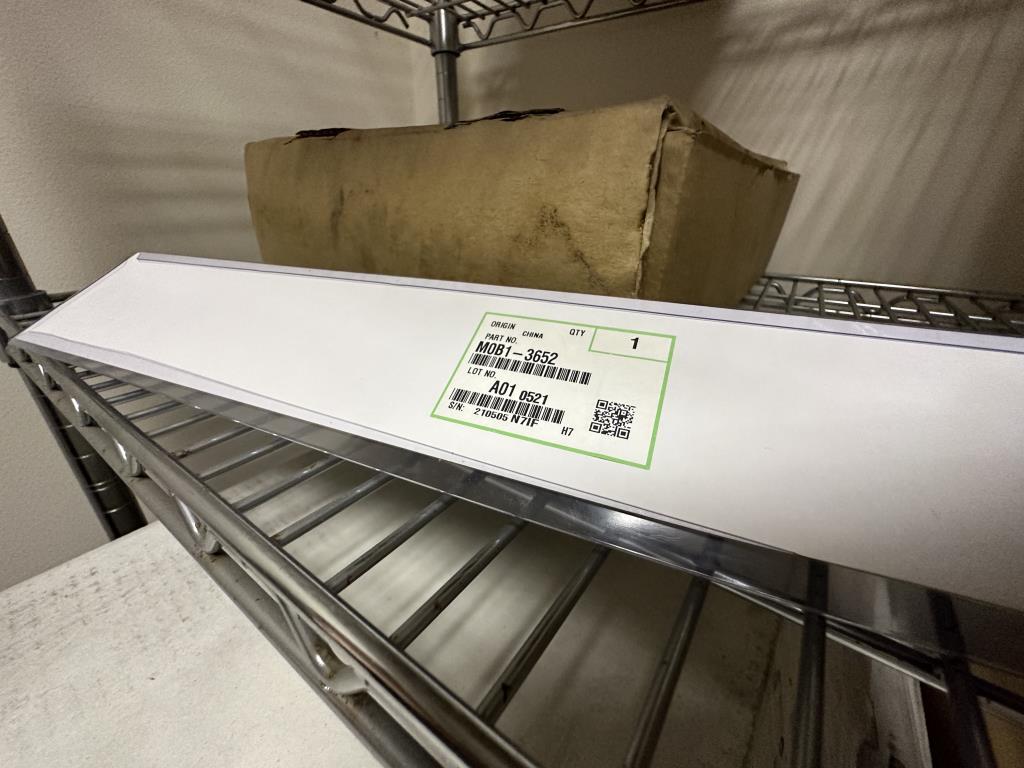 ORIGIN CHINA QTY 1
PART NO.
M0B1-3652
LOT NO.
A01 0521
S/N: 210505 N7IF H7